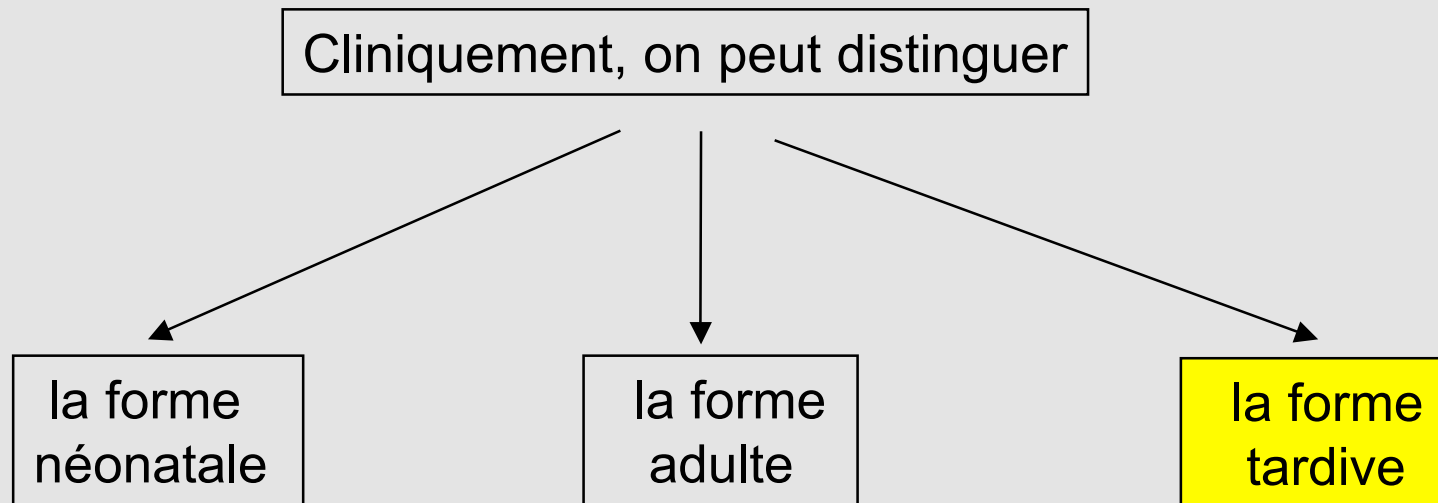 Cliniquement, on peut distinguer
la forme
néonatale
la forme
adulte
la forme
tardive